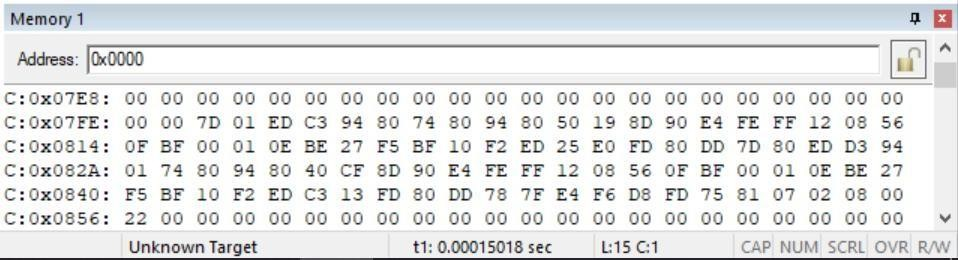 Memory 1
Address: 0x0000
C:0x07E8: 00 00 00 00 00 00 00 00 00 00 00 00 00 00 00 00 00 00 00 00 00 00
C:0x07FE: 00 00 7D 01 ED C3 94 80 74 80 94 80 50 19 8D 90 E4 FE FF 12 08 56
C:0x0814: 0F BF 00 01 0E BE 27 F5 BF 10 F2 ED 25 E0 FD 80 DD 7D 80 ED D3 94
C:0x082A: 01 74 80 94 80 40 CF 8D 90 E4 FE FF 12 08 56 0F BF 00 01 0E BE 27
C:0x0840: F5 BF 10 F2 ED C3 13 FD 80 DD 78 7F E4 F6 D8 FD 75 81 07 02 08 00
C:0x0856: 22 00 00 00 00 00 00 00 00 00 00 00 00 00 00 00 00 00 00 00 00 00
Unknown Target t1: 0.00015018 sec L:15 C:1 CAP NUM SCRL OVR R/W